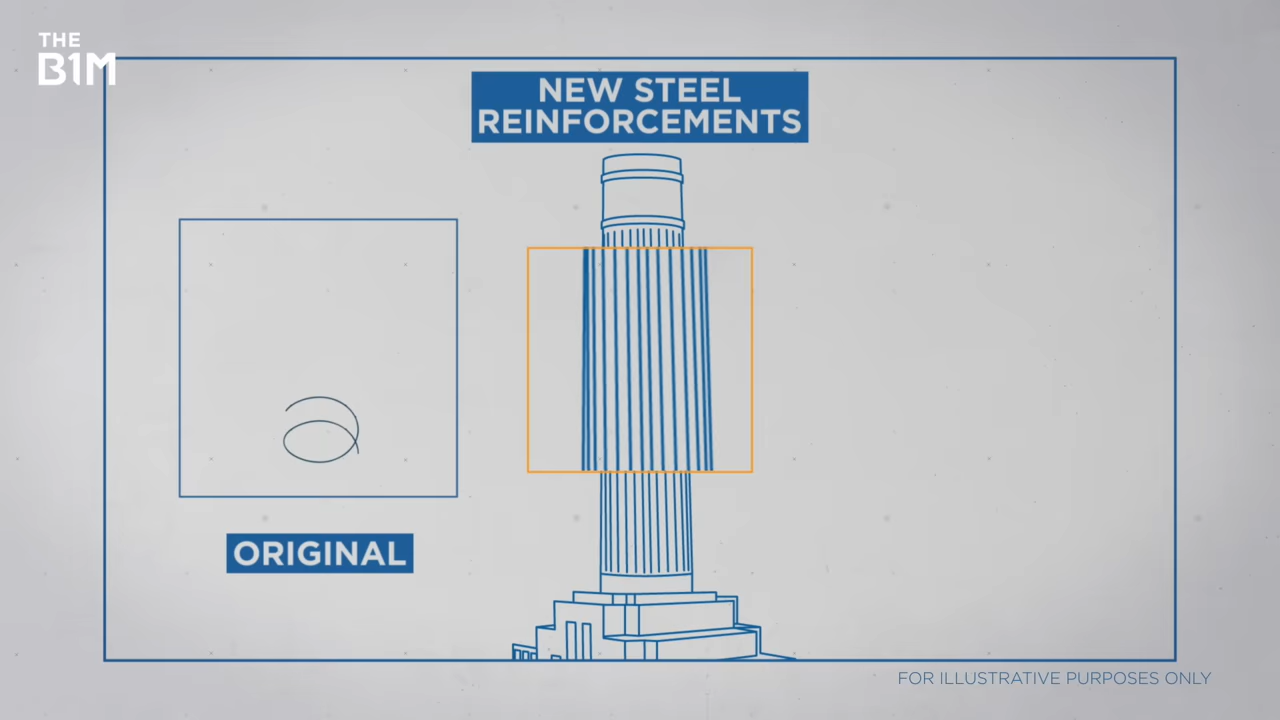 THE
B1M
NEW STEEL
REINFORCEMENTS
ORIGINAL
FOR ILLUSTRATIVE PURPOSES ONLY